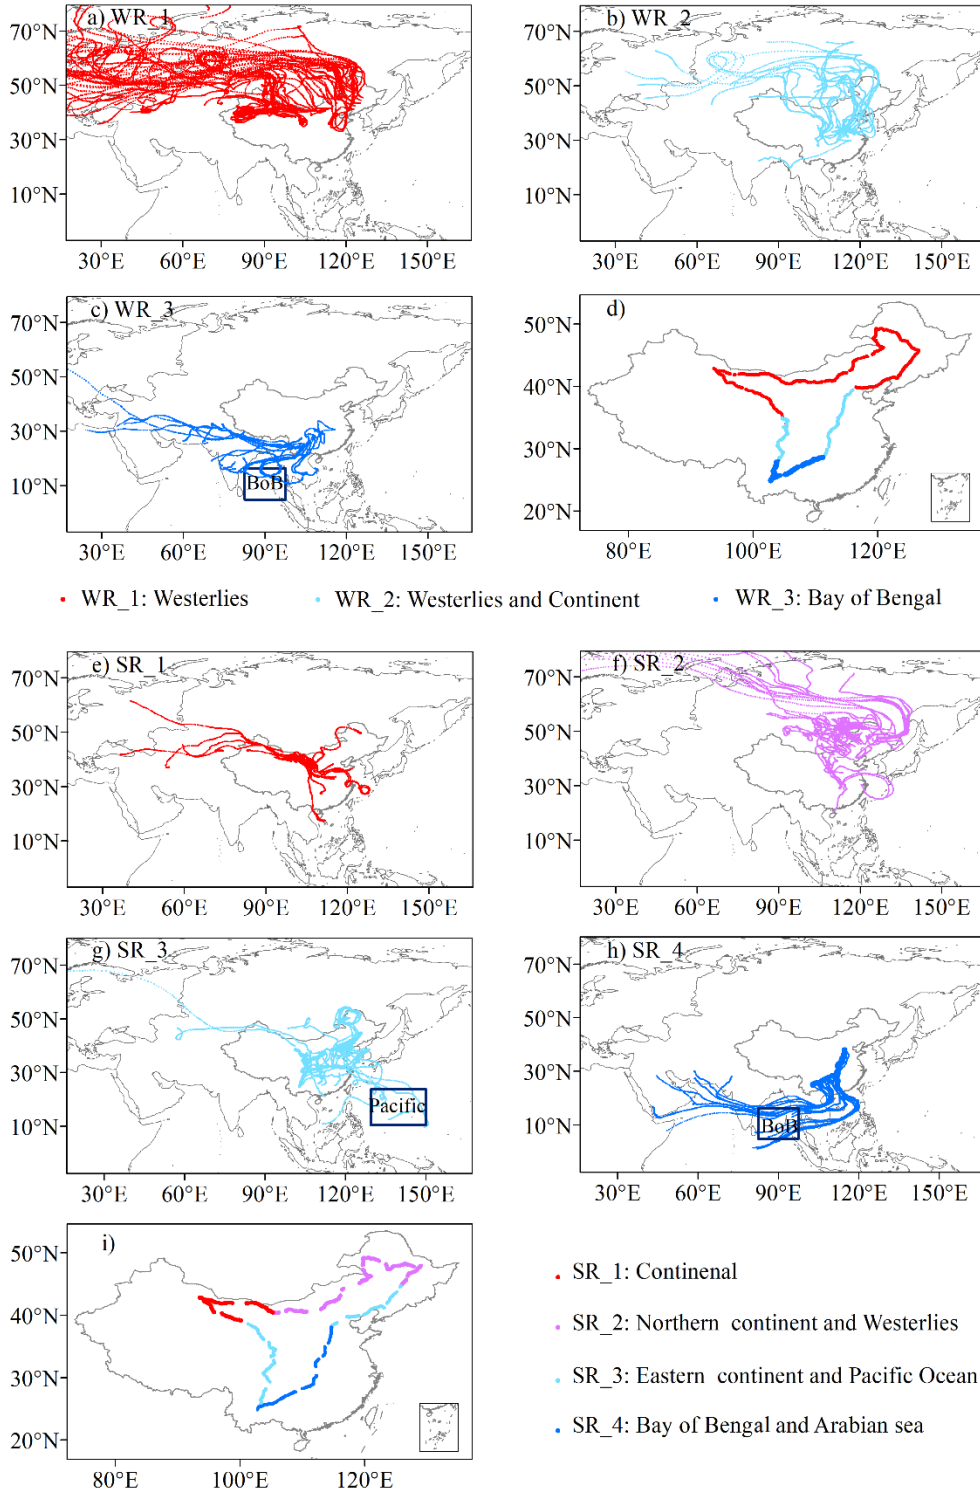 a) WR_1
70°N
50°N
30°N
10°N
30°E 60°E 90°E 120°E 150°E
b) WR_2
70°N
50°N
30°N
10°N
30°E 60°E 90°E 120°E 150°E
c) WR_3
70°N
50°N
30°N
10°N
BoB
30°E 60°E 90°E 120°E 150°E
d)
50°N
40°N
30°N
20°N
80°E 100°E 120°E
WR_1: Westerlies WR_2: Westerlies and Continent WR_3: Bay of Bengal
e) SR_1
70°N
50°N
30°N
10°N
30°E 60°E 90°E 120°E 150°E
f) SR_2
70°N
50°N
30°N
10°N
30°E 60°E 90°E 120°E 150°E
g) SR_3
70°N
50°N
30°N
10°N
Pacific
30°E 60°E 90°E 120°E 150°E
h) SR_4
70°N
50°N
30°N
10°N
BoB
30°E 60°E 90°E 120°E 150°E
i)
50°N
40°N
30°N
20°N
80°E 100°E 120°E
SR_1: Continenal
SR_2: Northern continent and Westerlies
SR_3: Eastern continent and Pacific Ocean
SR_4: Bay of Bengal and Arabian sea